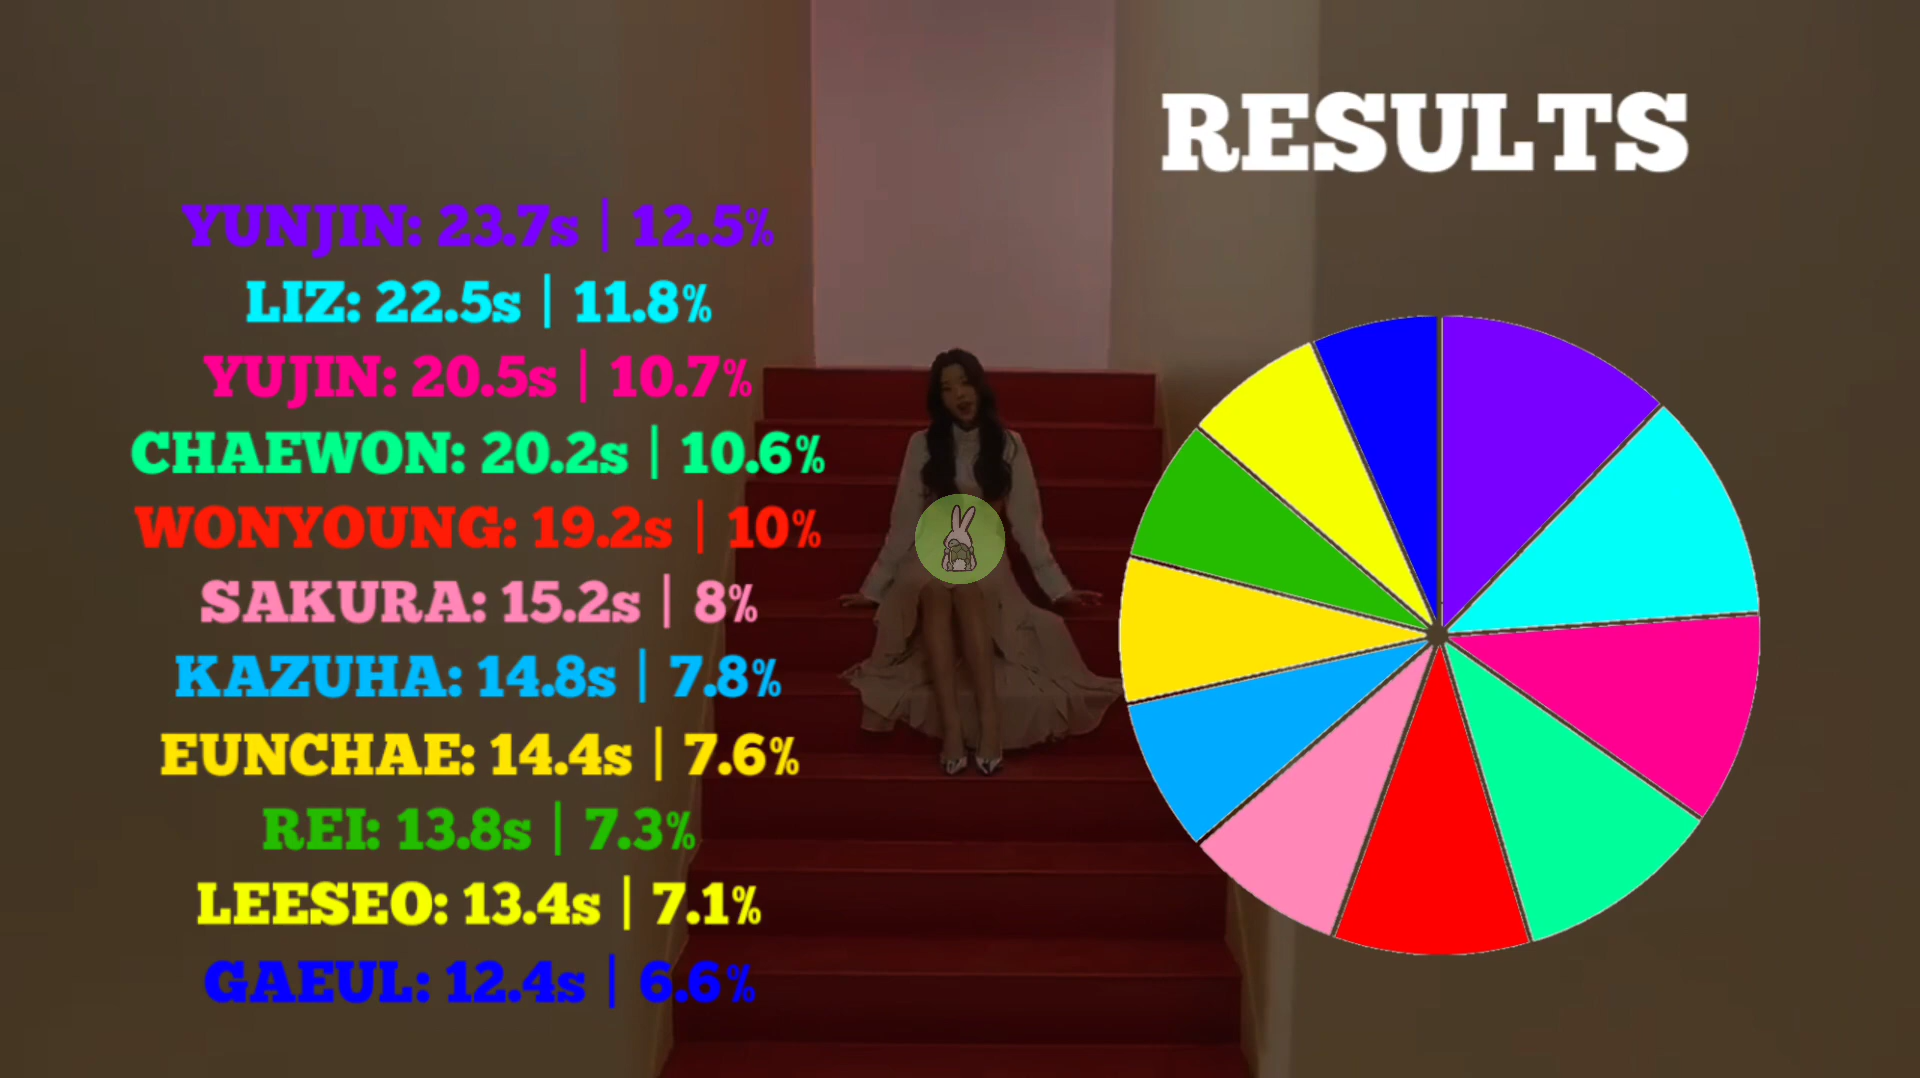 RESULTS
YUNJIN: 23.7s | 12.5%
LIZ: 22.5s | 11.8%
YUJIN: 20.5s | 10.7%
CHAEWON: 20.2s | 10.6%
WONYOUNG: 19.2s | 10%
SAKURA: 15.2s | 8%
KAZUHA: 14.8s | 7.8%
EUNCHAE: 14.4s | 7.6%
REI: 13.8s | 7.3%
LEESEO: 13.4s | 7.1%
GAEUL: 12.4s | 6.6%